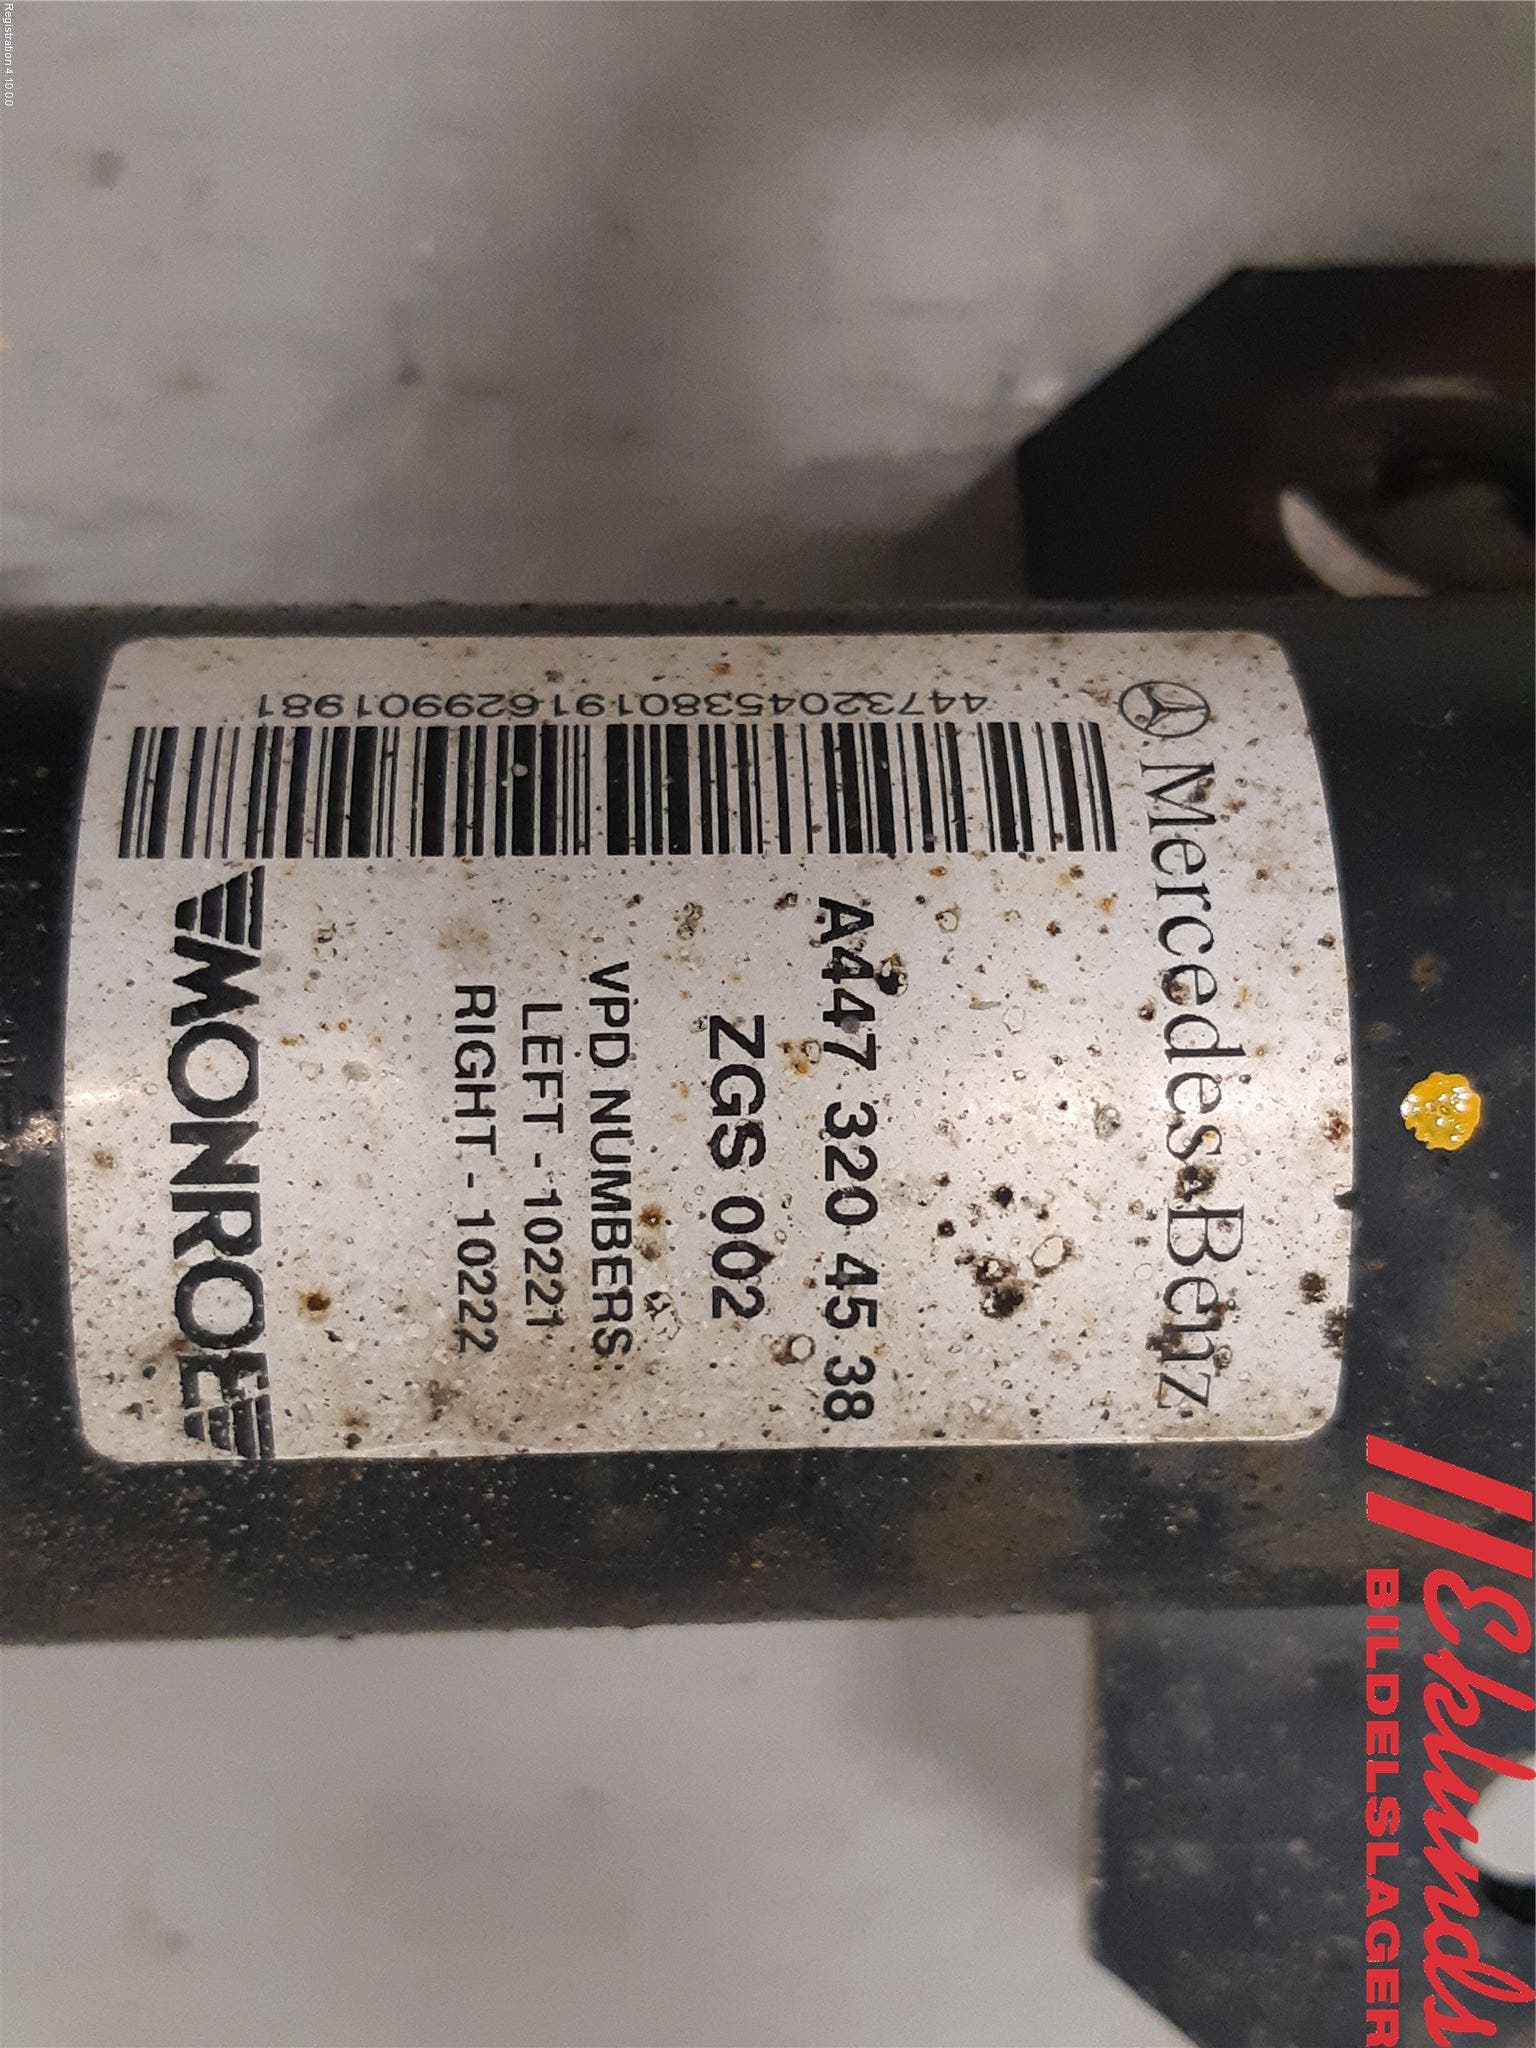 Mercedes-Benz
44732045380191629901981
A447 320 45 38
ZGS 002
VPD NUMBERS:
LEFT - 10221
RIGHT - 10222
MONROE
Eklunds
BILDELSLAGER
Registration 4.10.0.0